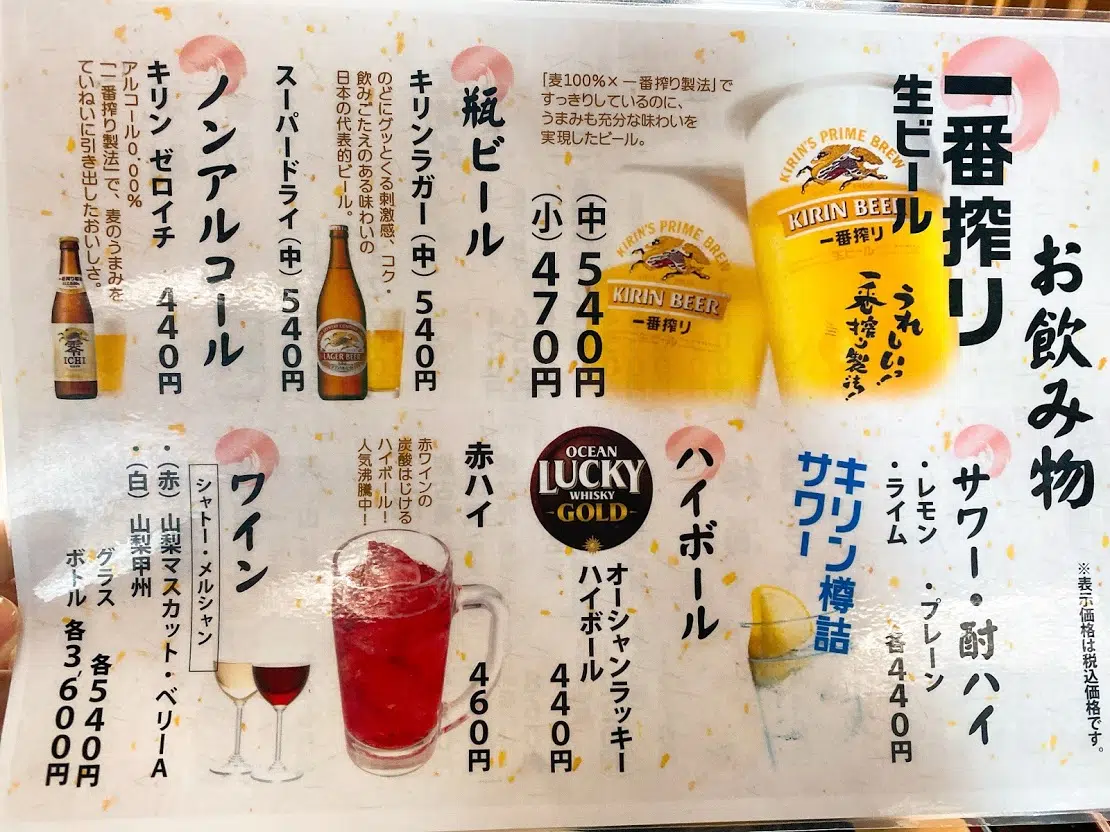 お飲み物
※表示価格は税込価格です。
一番搾り
生ビール
KIRIN'S PRIME BREW
KIRIN BEER
一番搾り
生ビール
うれしいっ!
一番搾り製法!
KIRIN'S PRIME BREW
KIRIN BEER
一番搾り
「麦100%×一番搾り製法」で
すっきりしているのに、
うまみも充分な味わいを
実現したビール。
(中)540円
(小)470円
瓶ビール
キリンラガー(中)540円
のどにグッとくる刺激感、コク・
飲みごたえのある味わいの
日本の代表的ビール。
LAGER BEER
スーパードライ(中)540円
ノンアルコール
キリン ゼロイチ 440円
アルコール0.00%
「一番搾り製法」で、麦のうまみを
ていねいに引き出したおいしさ。
零
ICHI
サワー・酎ハイ
・レモン ・プレーン
・ライム 各440円
キリン樽詰
サワー
ハイボール
OCEAN
LUCKY
WHISKY
GOLD
オーシャンラッキー
ハイボール 440円
赤ハイ 460円
赤ワインの
炭酸はじける
ハイボール!
人気沸騰中!
ワイン
シャトー・メルシャン
・(赤)山梨マスカット・ベリーA
・(白)山梨甲州
グラス 各540円
ボトル 各3,600円